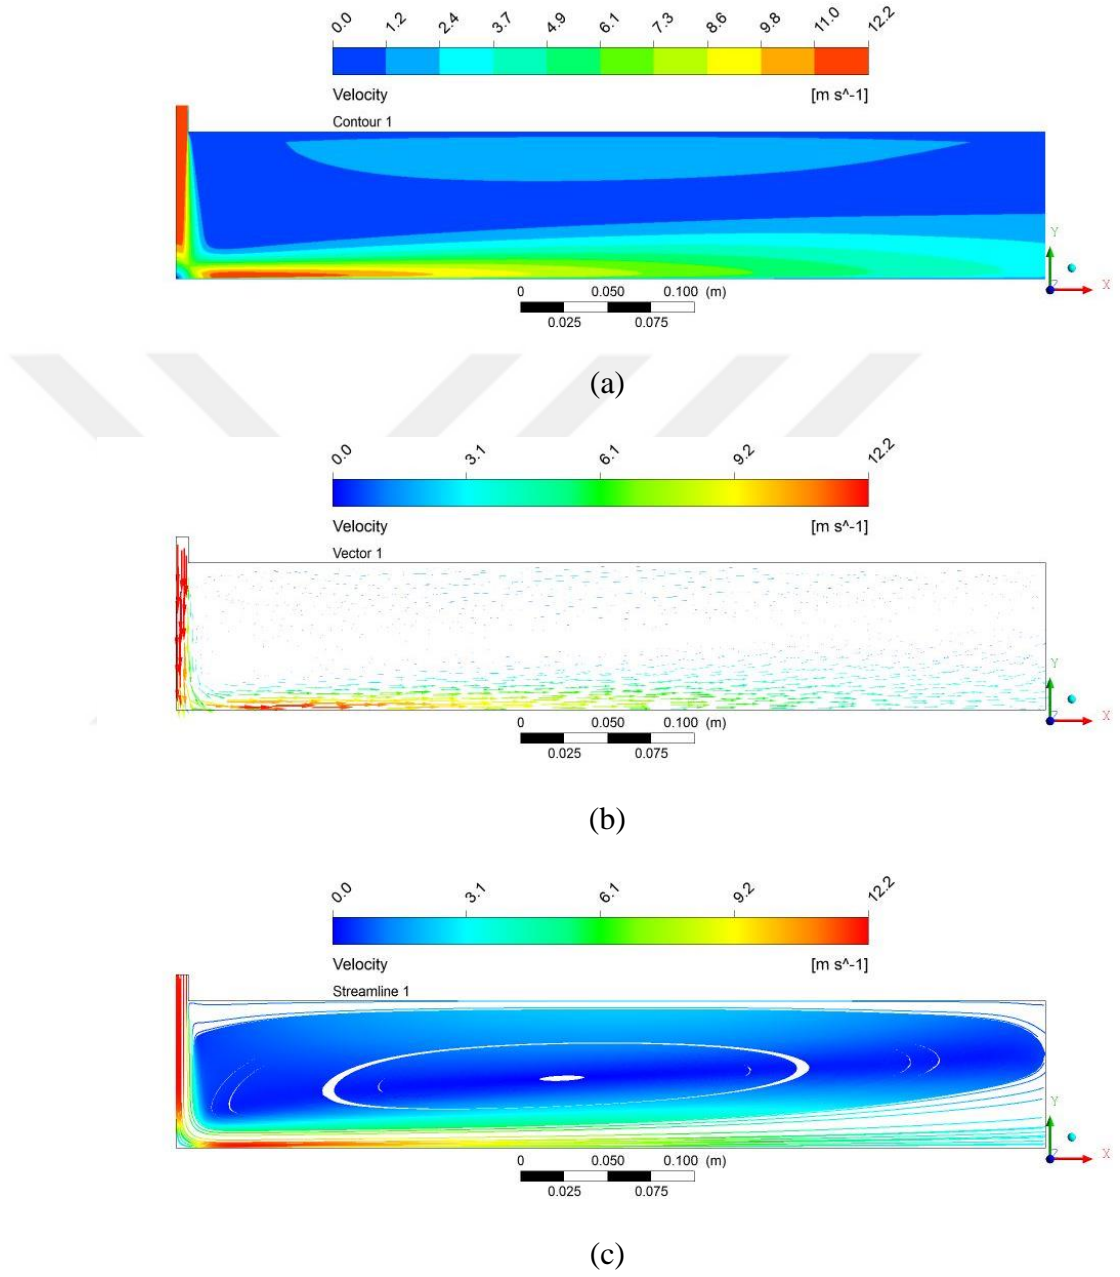 0.0 1.2 2.4 3.7 4.9 6.1 7.3 8.6 9.8 11.0 12.2
Velocity [m s^-1]
Contour 1
Y
Z X
0 0.050 0.100 (m)
0.025 0.075
(a)
0.0 3.1 6.1 9.2 12.2
Velocity [m s^-1]
Vector 1
Y
Z X
0 0.050 0.100 (m)
0.025 0.075
(b)
0.0 3.1 6.1 9.2 12.2
Velocity [m s^-1]
Streamline 1
Y
Z X
0 0.050 0.100 (m)
0.025 0.075
(c)